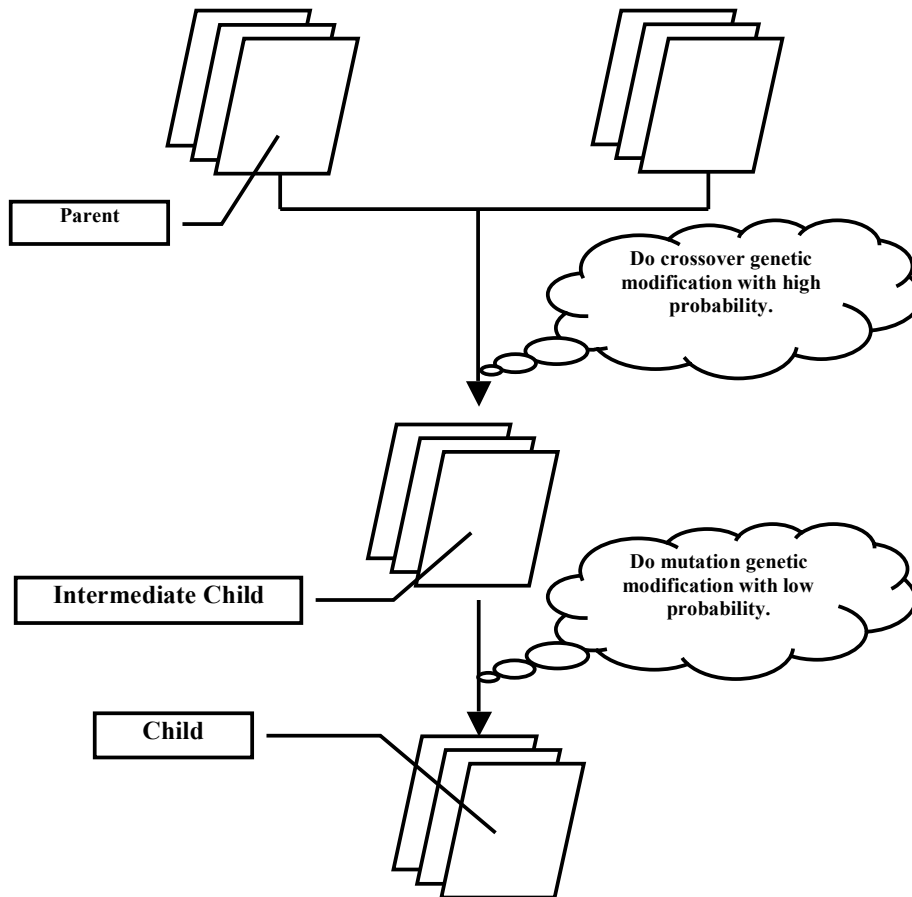 Parent
Do crossover genetic
modification with high
probability.
Intermediate Child
Do mutation genetic
modification with low
probability.
Child